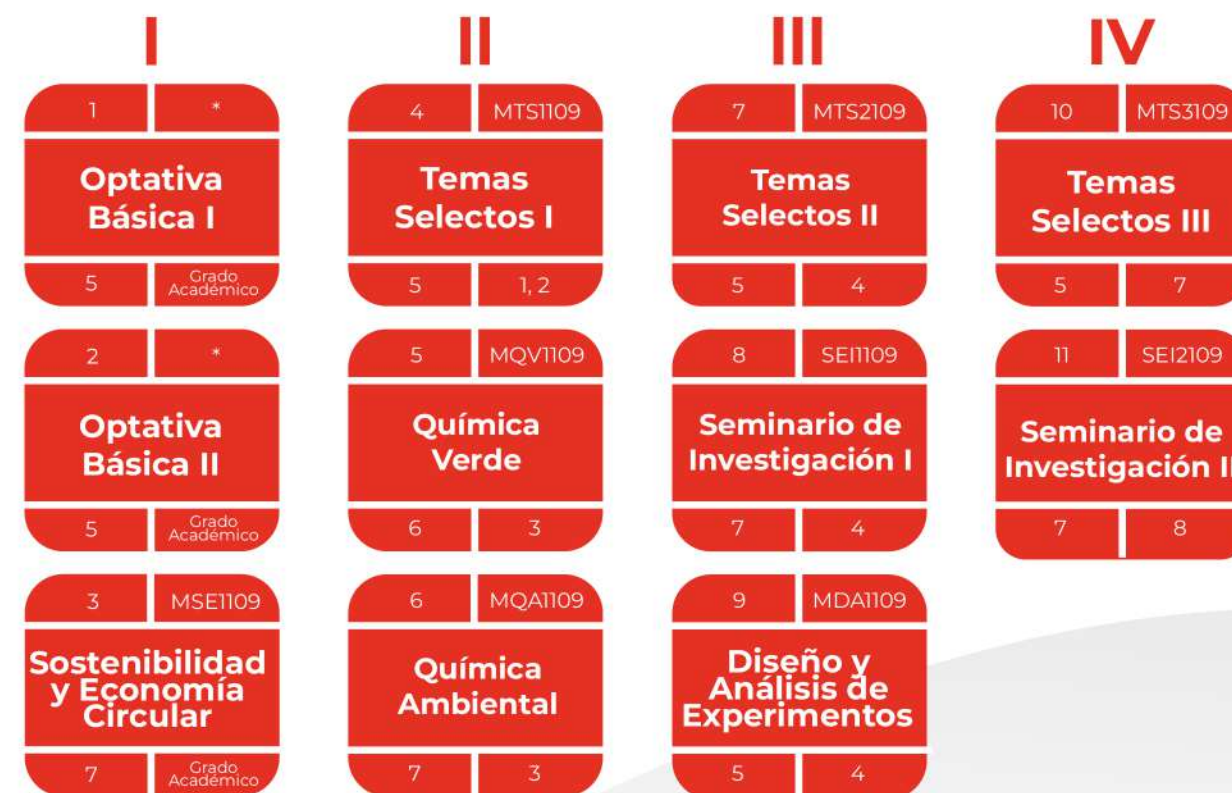 I
II
III
IV
1
*
Optativa
Básica I
5
Grado
Académico
4
MTS1109
Temas
Selectos I
5
1, 2
7
MTS2109
Temas
Selectos II
5
4
10
MTS3109
Temas
Selectos III
5
7
2
*
Optativa
Básica II
5
Grado
Académico
5
MQV1109
Química
Verde
6
3
8
SEI1109
Seminario de
Investigación I
7
4
11
SEI2109
Seminario de
Investigación II
7
8
3
MSE1109
Sostenibilidad
y Economía
Circular
7
Grado
Académico
6
MQA1109
Química
Ambiental
7
3
9
MDA1109
Diseño y
Análisis de
Experimentos
5
4